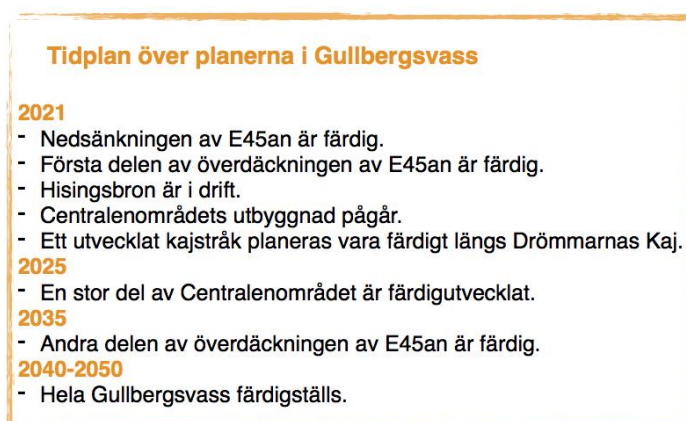 Tidplan över planerna i Gullbergsvass
2021
- Nedsänkningen av E45an är färdig.
- Första delen av överdäckningen av E45an är färdig.
- Hisingsbron är i drift.
- Centralenområdets utbyggnad pågår.
- Ett utvecklat kajstråk planeras vara färdigt längs Drömmarnas Kaj.
2025
- En stor del av Centralenområdet är färdigutvecklat.
2035
- Andra delen av överdäckningen av E45an är färdig.
2040-2050
- Hela Gullbergsvass färdigställs.